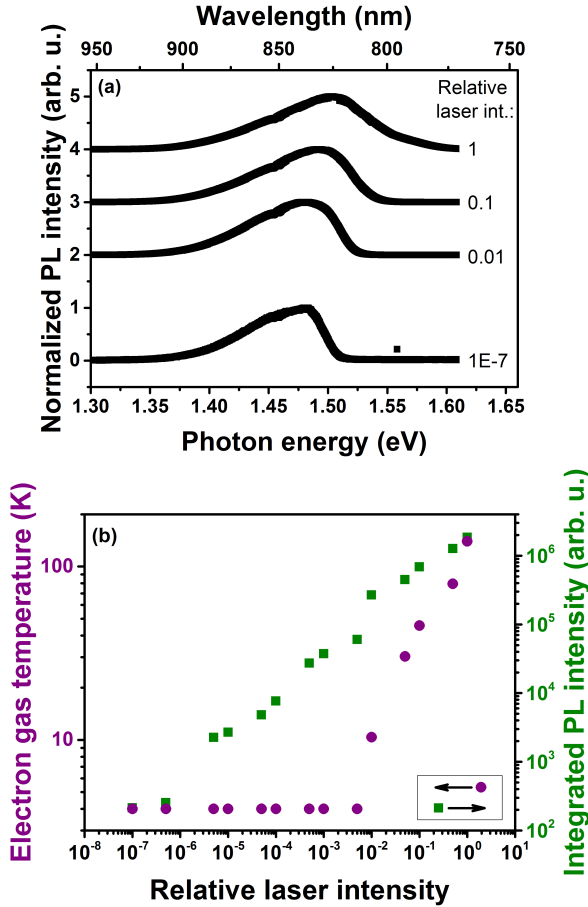 Wavelength (nm)
950 900 850 800 750
Normalized PL intensity (arb. u.)
(a)
Relative
laser int.:
5
4
3
2
1
0
1
0.1
0.01
1E-7
1.30 1.35 1.40 1.45 1.50 1.55 1.60 1.65
Photon energy (eV)
Electron gas temperature (K)
(b)
100
10
Integrated PL intensity (arb. u.)
10^6
10^5
10^4
10^3
10^2
10^-8 10^-7 10^-6 10^-5 10^-4 10^-3 10^-2 10^-1 10^0 10^1
Relative laser intensity